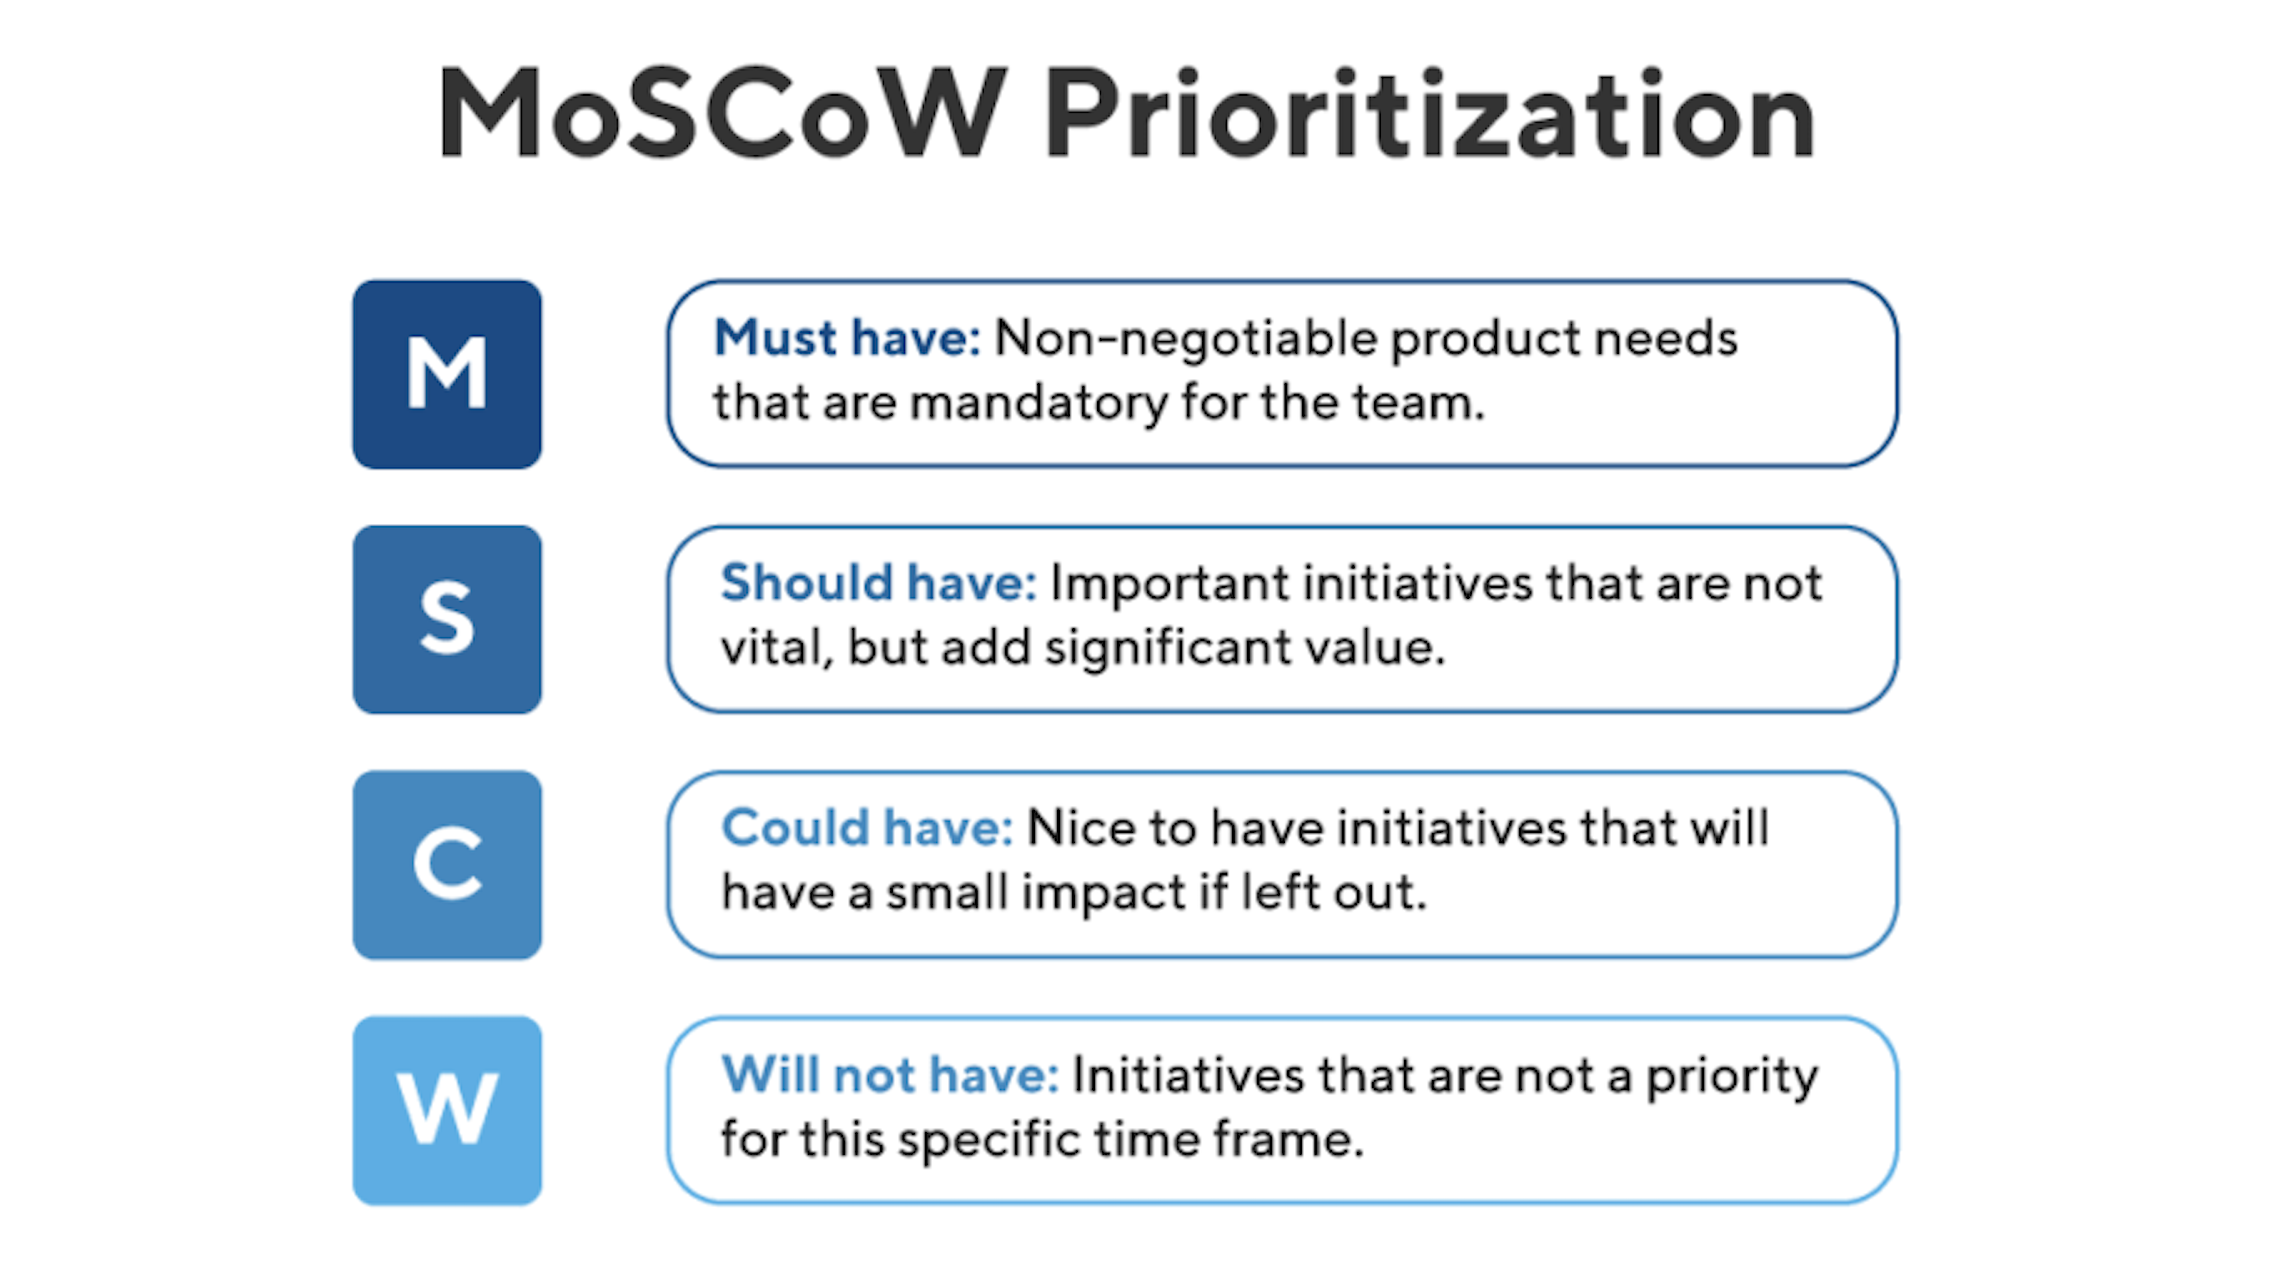 MoSCoW Prioritization
M
Must have: Non-negotiable product needs
that are mandatory for the team.
S
Should have: Important initiatives that are not
vital, but add significant value.
C
Could have: Nice to have initiatives that will
have a small impact if left out.
W
Will not have: Initiatives that are not a priority
for this specific time frame.